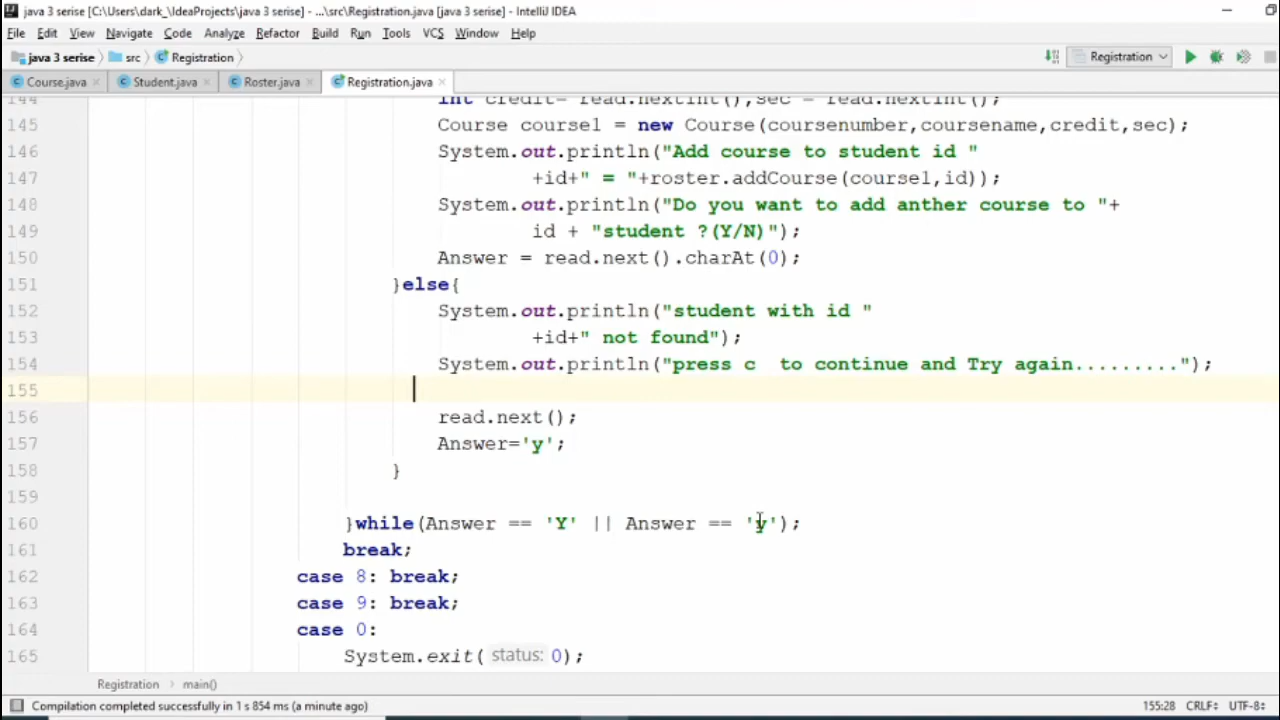 java 3 serise [C:\Users\dark_\IdeaProjects\java 3 serise] - ...\src\Registration.java [java 3 serise] - IntelliJ IDEA
File Edit View Navigate Code Analyze Refactor Build Run Tools VCS Window Help
java 3 serise src Registration Registration
Course.java Student.java Roster.java Registration.java
144 int credit= read.nextInt(),sec = read.nextInt();
145 Course course1 = new Course(coursenumber,coursename,credit,sec);
146 System.out.println("Add course to student id "
147 +id+" = "+roster.addCourse(course1,id));
148 System.out.println("Do you want to add anther course to "+
149 id + "student ?(Y/N)");
150 Answer = read.next().charAt(0);
151 }else{
152 System.out.println("student with id "
153 +id+" not found");
154 System.out.println("press c  to continue and Try again.........");
155
156 read.next();
157 Answer='y';
158 }
159
160 }while(Answer == 'Y' || Answer == 'y');
161 break;
162 case 8: break;
163 case 9: break;
164 case 0:
165 System.exit( status: 0);
Registration main()
Compilation completed successfully in 1 s 854 ms (a minute ago) 155:28 CRLF UTF-8